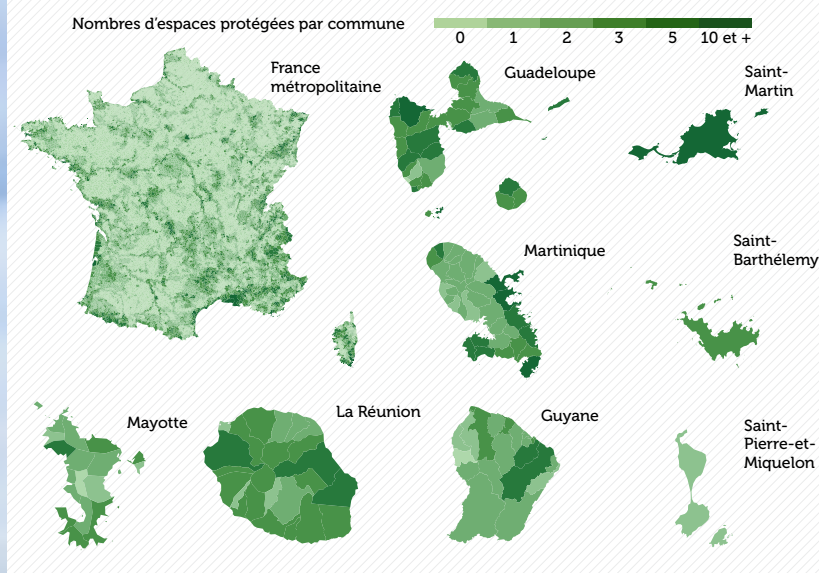 Nombres d'espaces protégées par commune
0 1 2 3 5 10 et +
France
métropolitaine
Guadeloupe
Saint-
Martin
Martinique
Saint-
Barthélemy
Mayotte
La Réunion
Guyane
Saint-
Pierre-et-
Miquelon